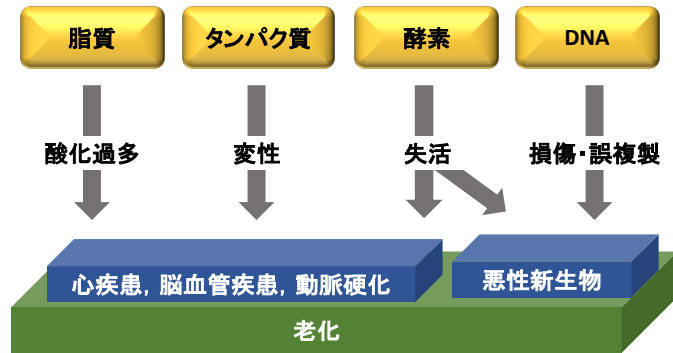 脂質
タンパク質
酵素
DNA
酸化過多
変性
失活
損傷・誤複製
心疾患, 脳血管疾患, 動脈硬化
悪性新生物
老化